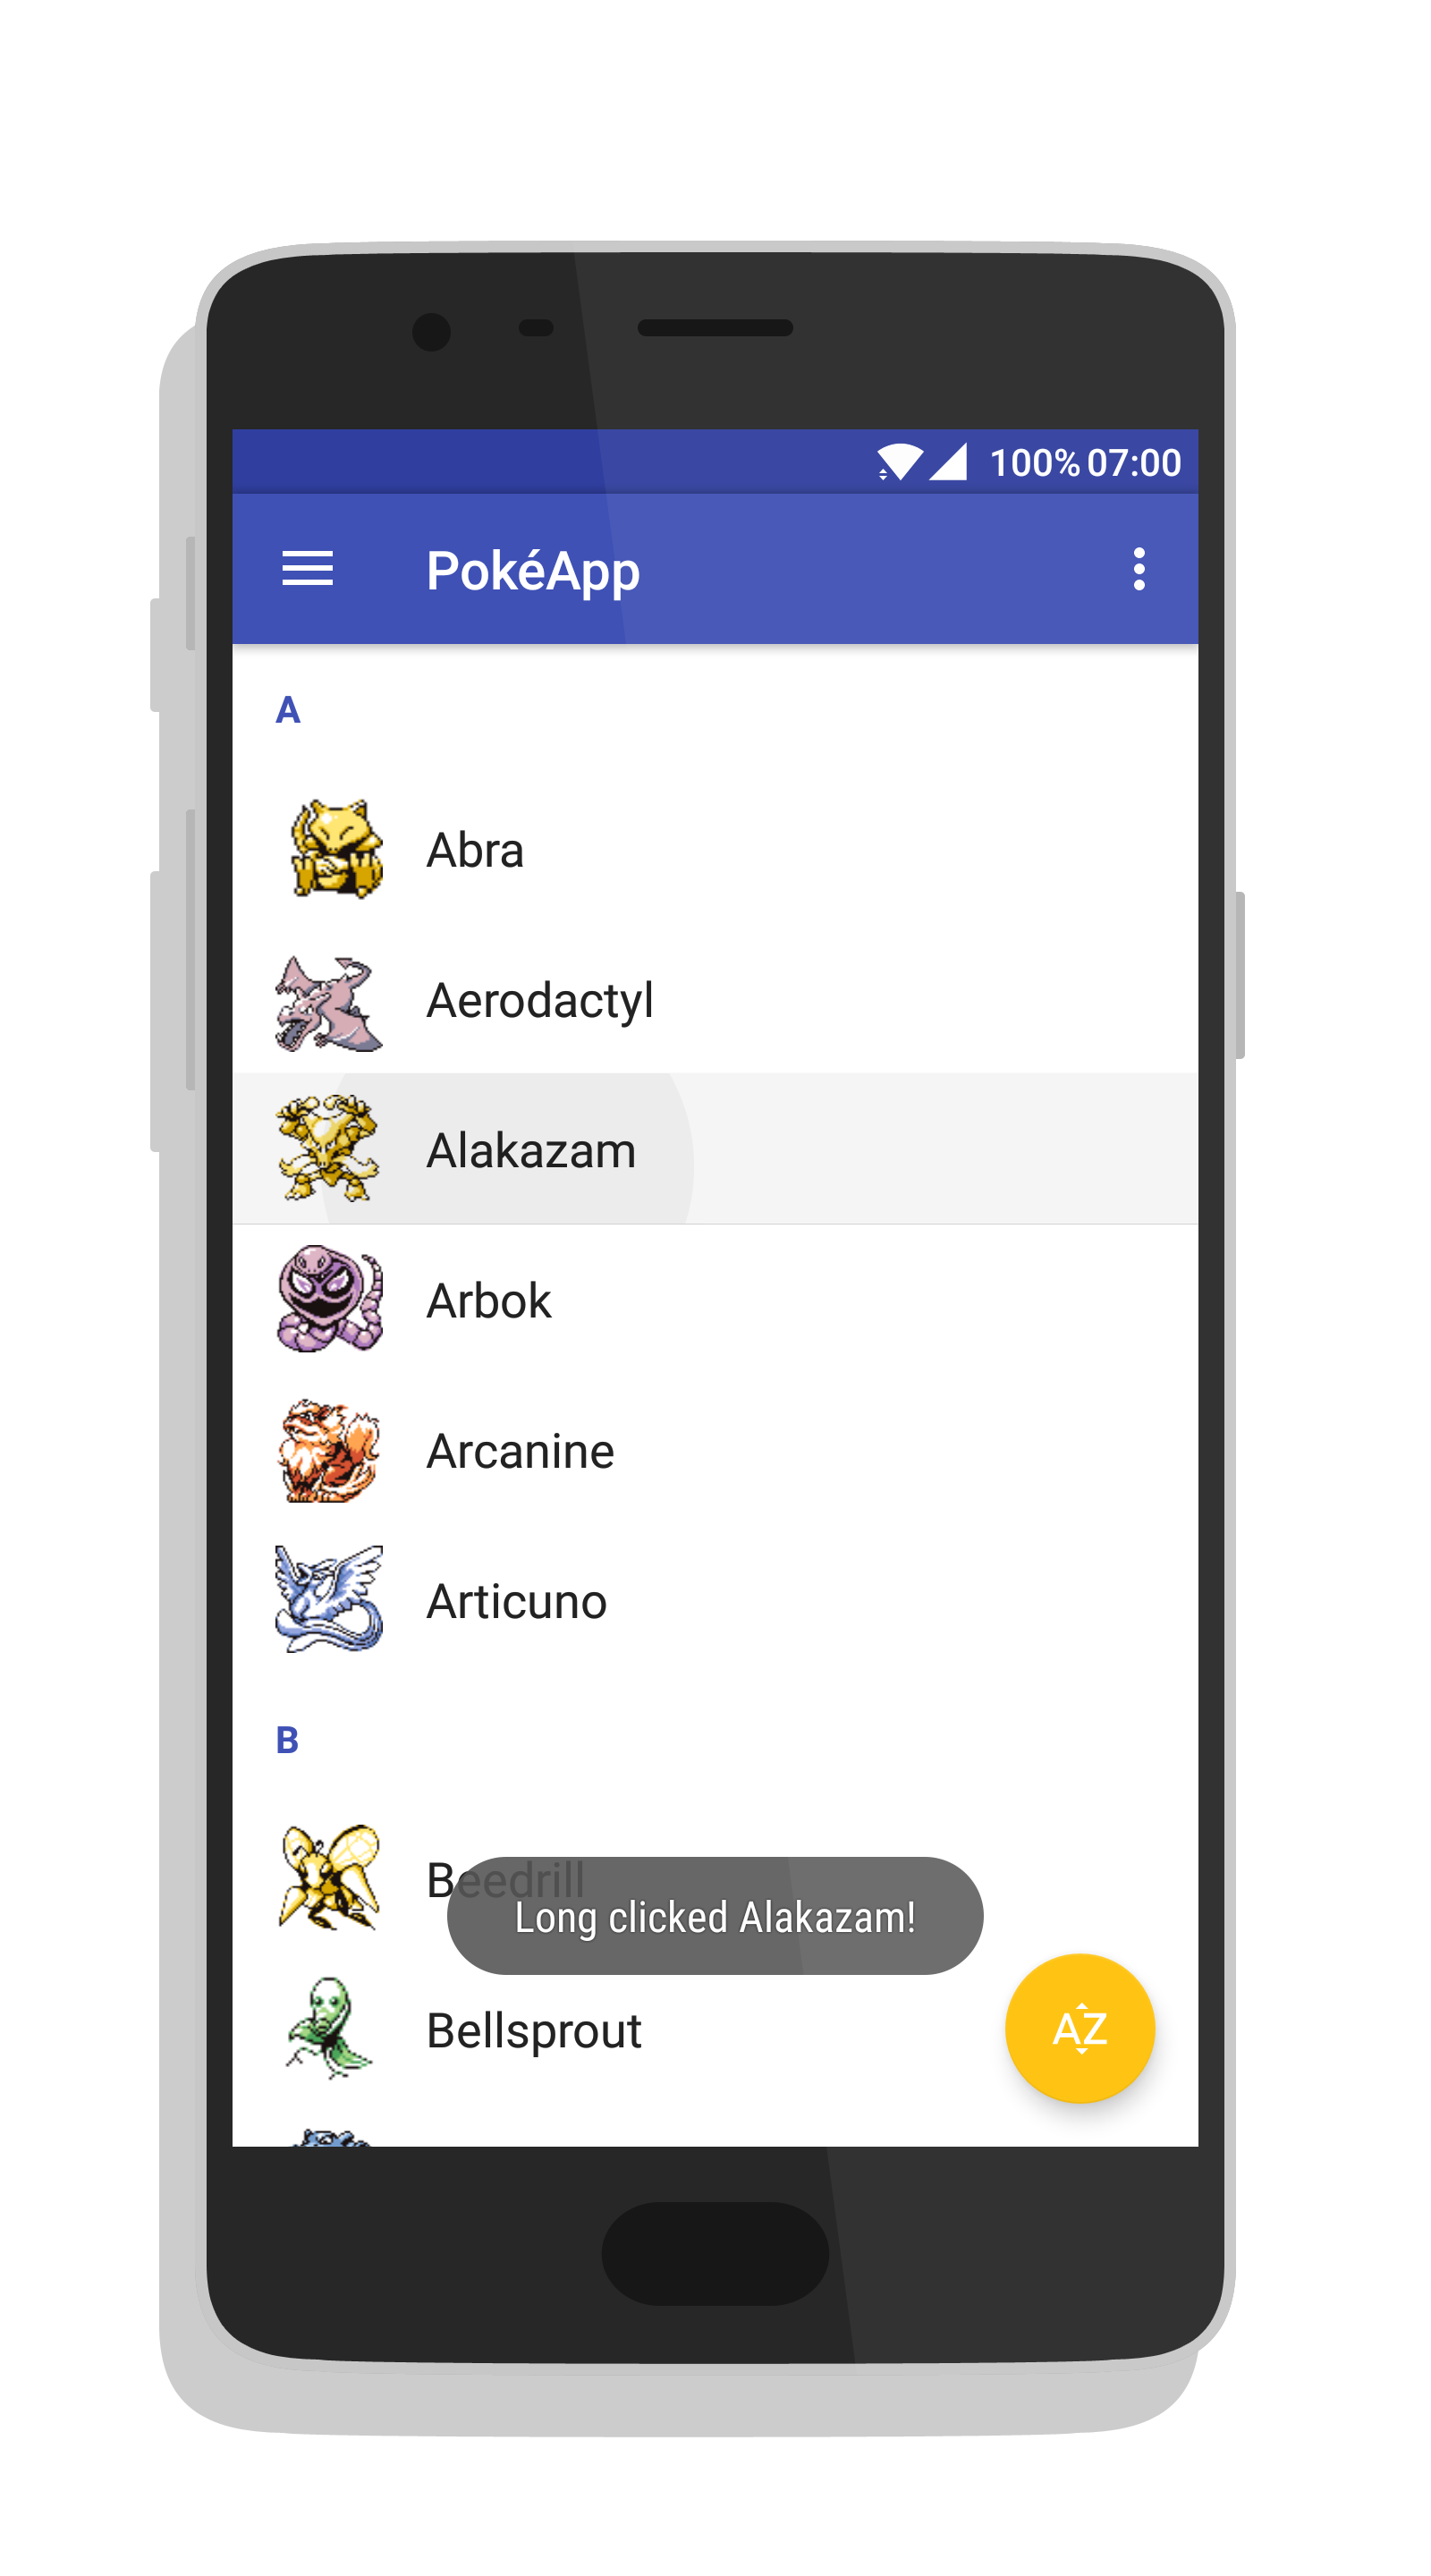 100% 07:00
PokéApp
A
Abra
Aerodactyl
Alakazam
Arbok
Arcanine
Articuno
B
Beedrill
Long clicked Alakazam!
Bellsprout
AZ